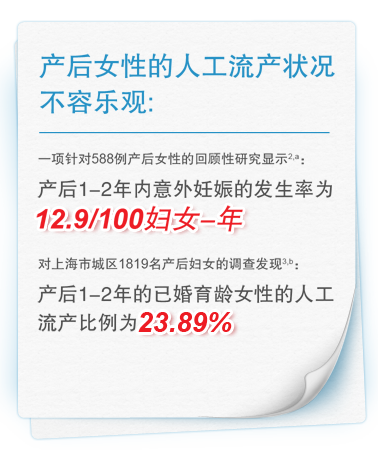 产后女性的人工流产状况
不容乐观:
一项针对588例产后女性的回顾性研究显示2,a:
产后1-2年内意外妊娠的发生率为
12.9/100妇女-年
对上海市城区1819名产后妇女的调查发现3,b:
产后1-2年的已婚育龄女性的人工
流产比例为23.89%